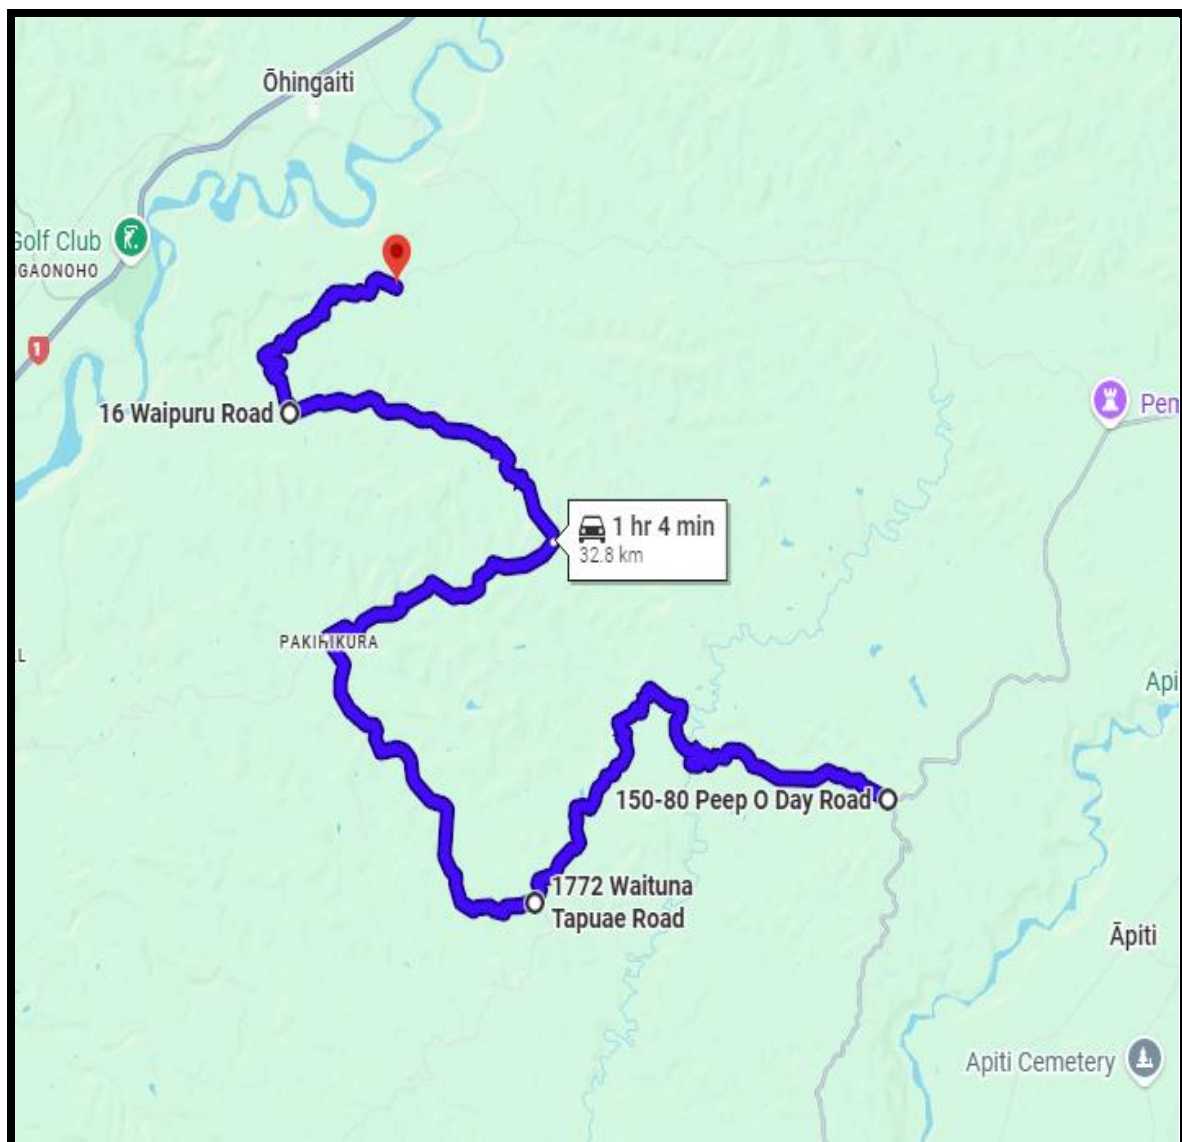 Ōhingaiti
Golf Club
GAONOHO
1
16 Waipuru Road
Pen
1 hr 4 min
32.8 km
PAKIHIKURA
LL
Api
150-80 Peep O Day Road
1772 Waituna
Tapuae Road
Āpiti
Apiti Cemetery